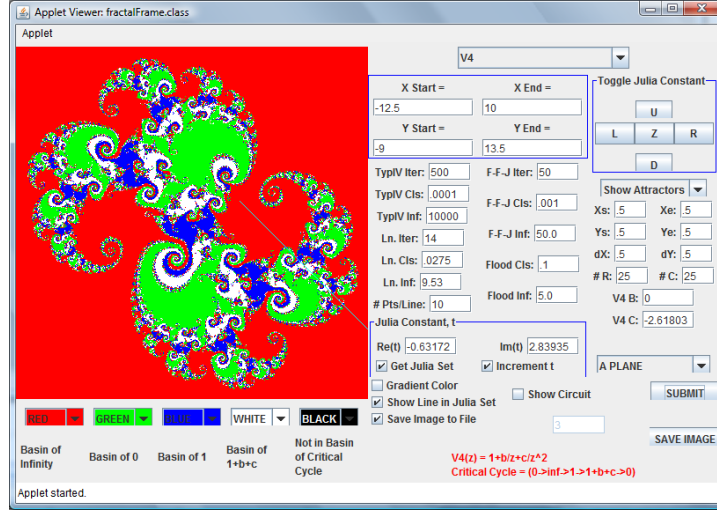 Applet Viewer: fractalFrame.class
Applet
V4
X Start =
X End =
-12.5
10
Y Start =
Y End =
-9
13.5
Toggle Julia Constant
U
L
Z
R
D
TypIV Iter: 500
F-F-J Iter: 50
TypIV Cls: .0001
F-F-J Cls: .001
TypIV Inf: 10000
F-F-J Inf: 50.0
Ln. Iter: 14
Ln. Cls: .0275
Flood Cls: .1
Ln. Inf: 9.53
Flood Inf: 5.0
# Pts/Line: 10
Show Attractors
Xs: .5 Xe: .5
Ys: .5 Ye: .5
dX: .5 dY: .5
# R: 25 # C: 25
V4 B: 0
V4 C: -2.61803
Julia Constant, t
Re(t) -0.63172 Im(t) 2.83935
Get Julia Set Increment t
A PLANE
Gradient Color
Show Line in Julia Set
Show Circuit
Save Image to File
3
SUBMIT
SAVE IMAGE
RED GREEN BLUE WHITE BLACK
Basin of Infinity
Basin of 0
Basin of 1
Basin of 1+b+c
Not in Basin of Critical Cycle
V4(z) = 1+b/z+c/z^2
Critical Cycle = (0->inf->1->1+b+c->0)
Applet started.